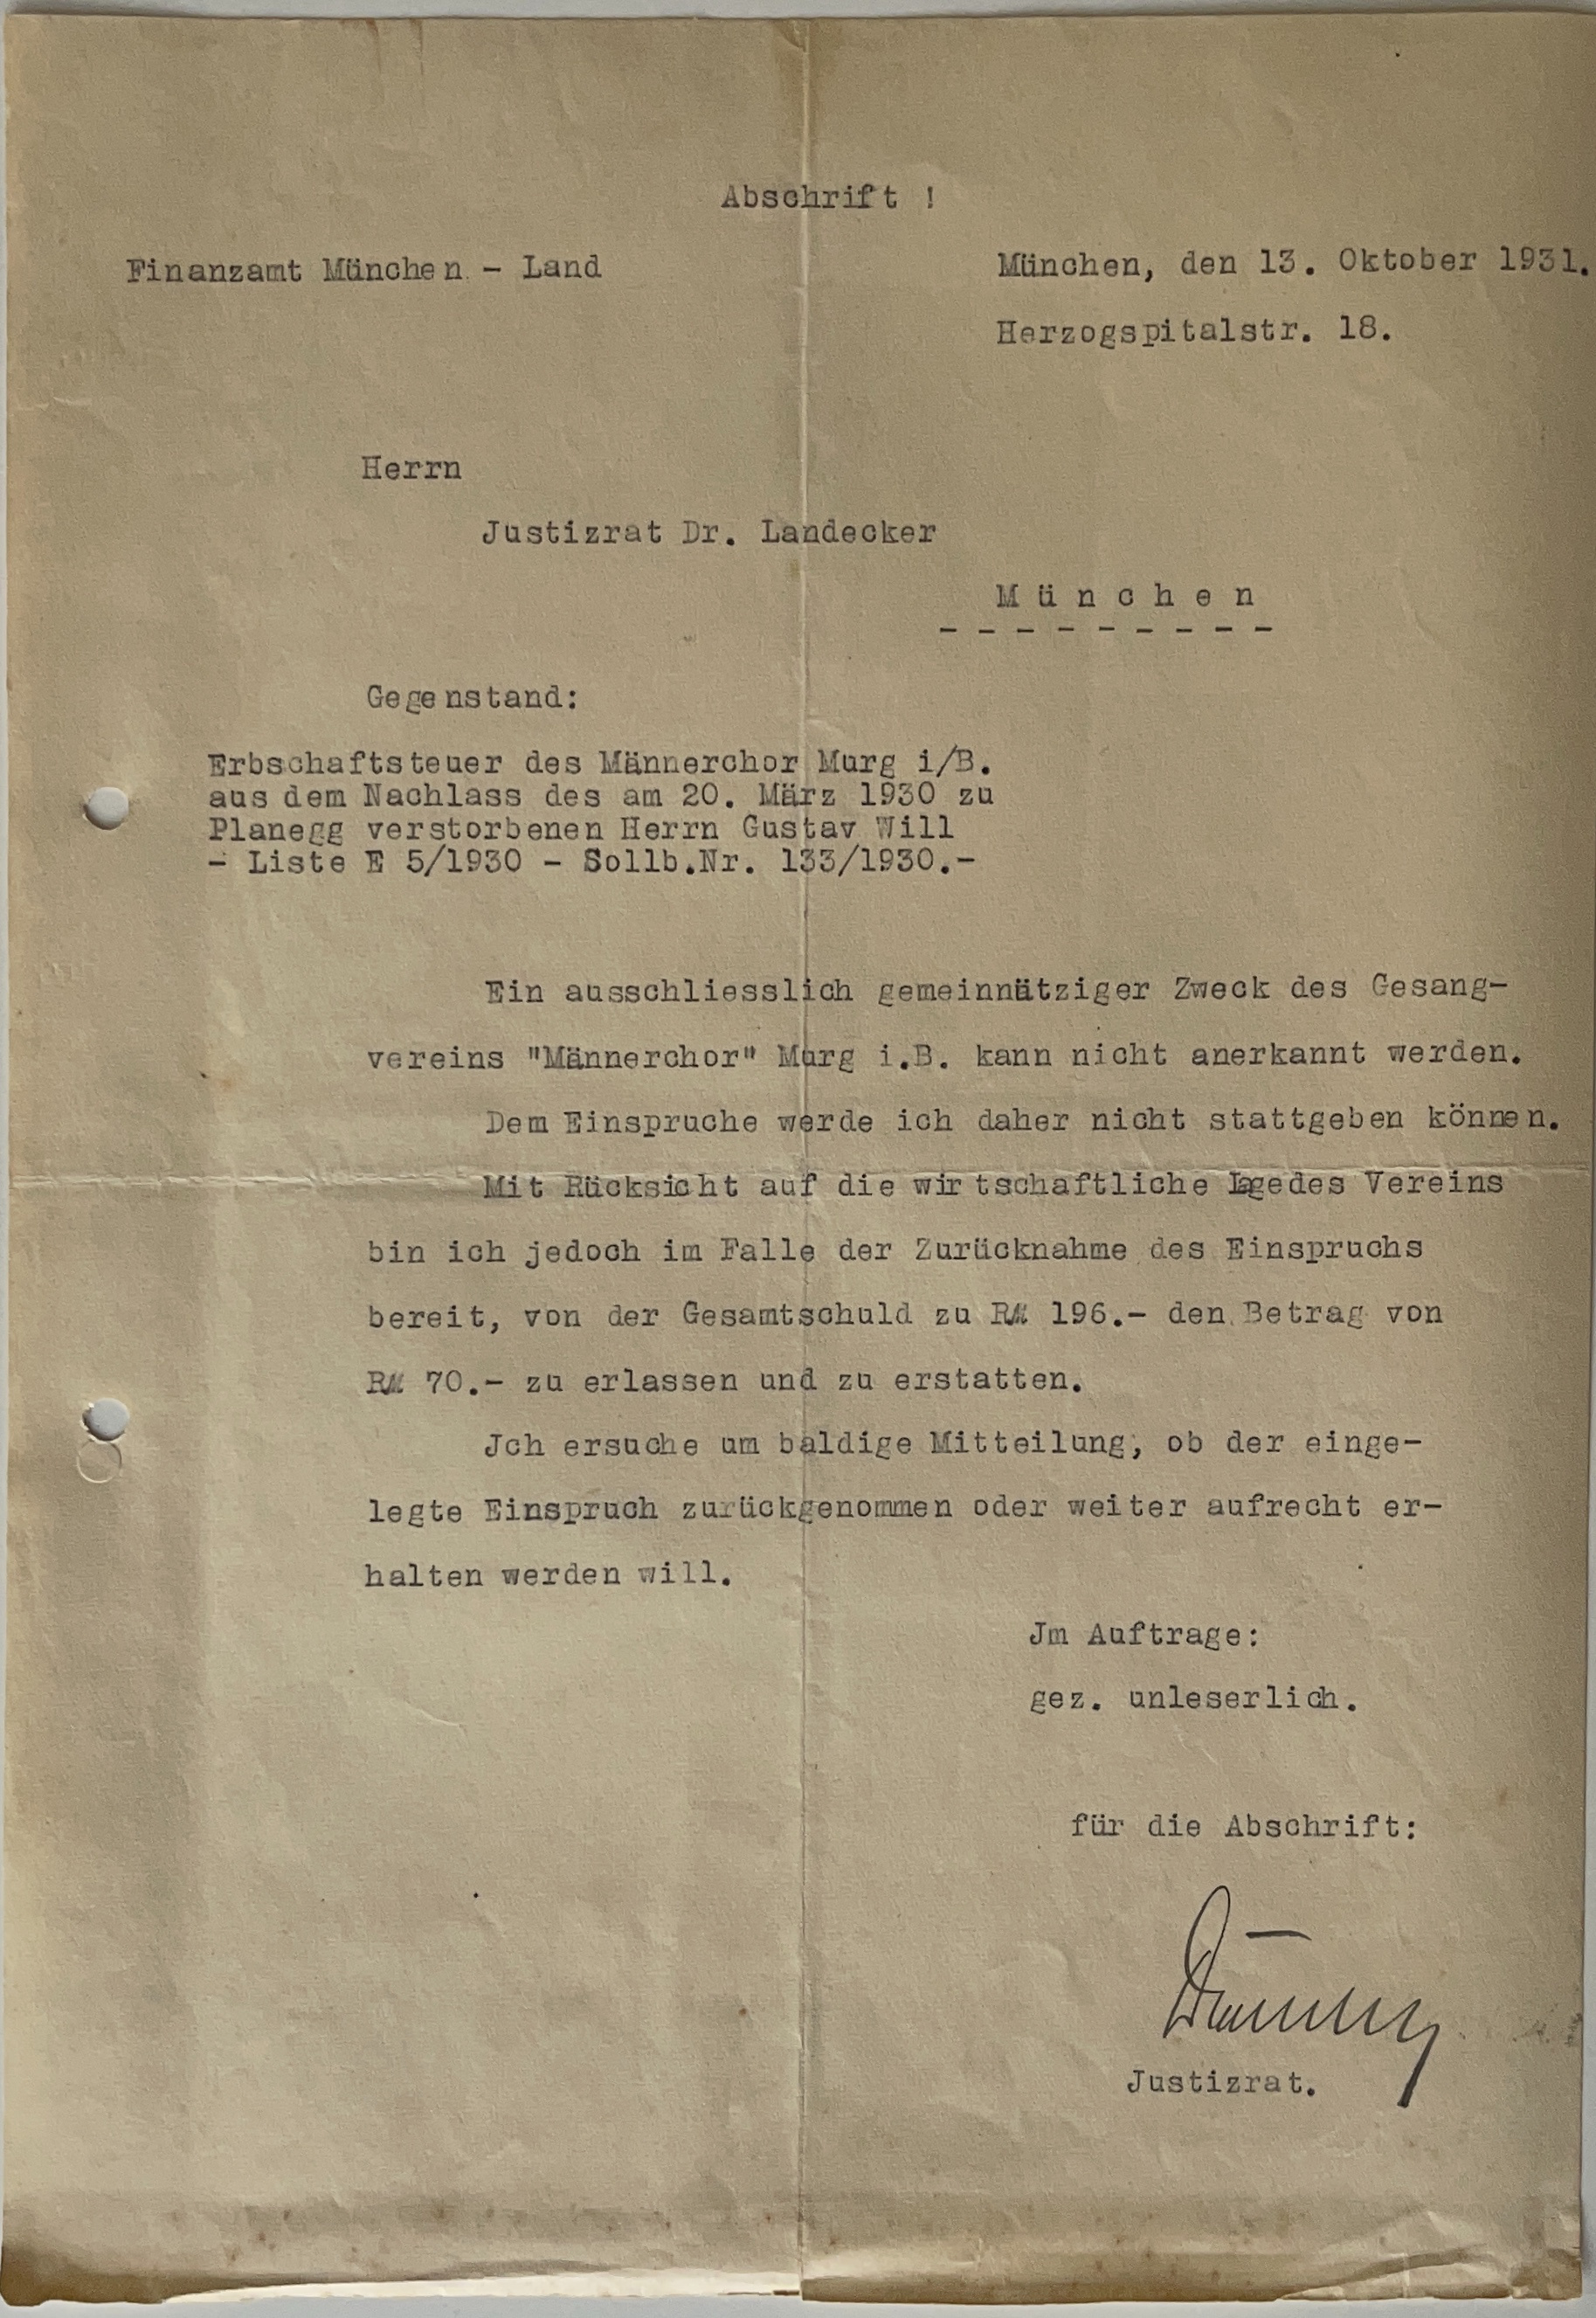 Abschrift !
Finanzamt München - Land
München, den 13. Oktober 1931.
Herzogspitalstr. 18.
Herrn
Justizrat Dr. Landecker
M ü n c h e n
- - - - - - - - -
Gegenstand:
Erbschaftsteuer des Männerchor Murg i/B.
aus dem Nachlass des am 20. März 1930 zu
Planegg verstorbenen Herrn Gustav Will
- Liste E 5/1930 - Sollb.Nr. 133/1930.-
Ein ausschliesslich gemeinnütziger Zweck des Gesang-
vereins "Männerchor" Murg i.B. kann nicht anerkannt werden.
Dem Einspruche werde ich daher nicht stattgeben können.
Mit Rücksicht auf die wirtschaftliche Lage des Vereins
bin ich jedoch im Falle der Zurücknahme des Einspruchs
bereit, von der Gesamtschuld zu RM 196.- den Betrag von
RM 70.- zu erlassen und zu erstatten.
Jch ersuche um baldige Mitteilung, ob der einge-
legte Einspruch zurückgenommen oder weiter aufrecht er-
halten werden will.
Jm Auftrage:
gez. unleserlich.
für die Abschrift:
Justizrat.